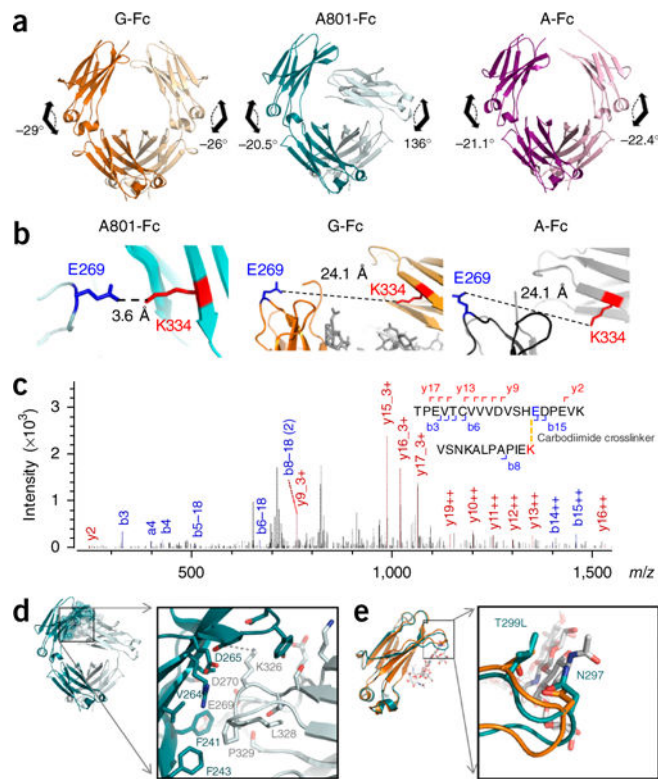 a
G-Fc
A801-Fc
A-Fc
–29°
–26°
–20.5°
136°
–21.1°
–22.4°
b
A801-Fc
G-Fc
A-Fc
E269
3.6 Å
K334
E269
24.1 Å
K334
E269
24.1 Å
K334
c
Intensity (×10³)
3
2
1
0
500
1,000
1,500
m/z
y2
b3
a4
b4
b5–18
b6–18
b8–18 (2)
y9_3+
y15_3+
y16_3+
y17_3+
y19++
y10++
y11++
y12++
y13++
b14++
b15++
y16++
y17
y13
y9
y2
TPEVTCVVVDVSHEDPEVK
b3
b6
b15
Carbodiimide crosslinker
VSNKALPAPIEK
b8
d
D265
K326
D270
V264
E269
F241
L328
P329
F243
e
T299L
N297